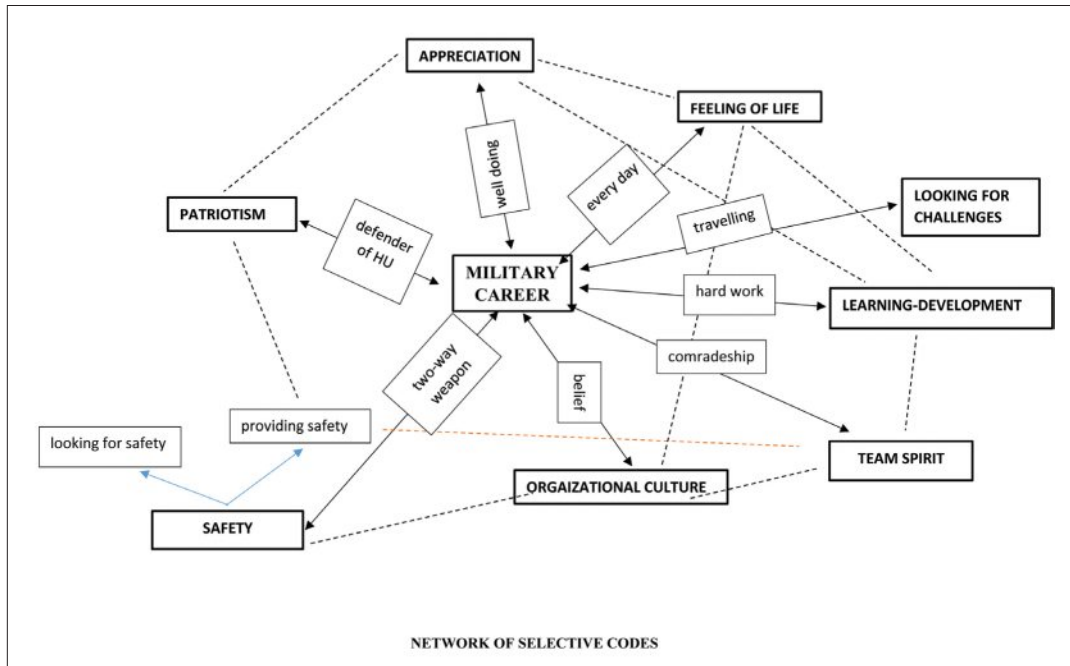 APPRECIATION
FEELING OF LIFE
well doing
every day
PATRIOTISM
LOOKING FOR
CHALLENGES
travelling
defender
of HU
MILITARY
CAREER
hard work
LEARNING-DEVELOPMENT
comradeship
two-way
weapon
belief
providing safety
looking for safety
TEAM SPIRIT
ORGAIZATIONAL CULTURE
SAFETY
NETWORK OF SELECTIVE CODES